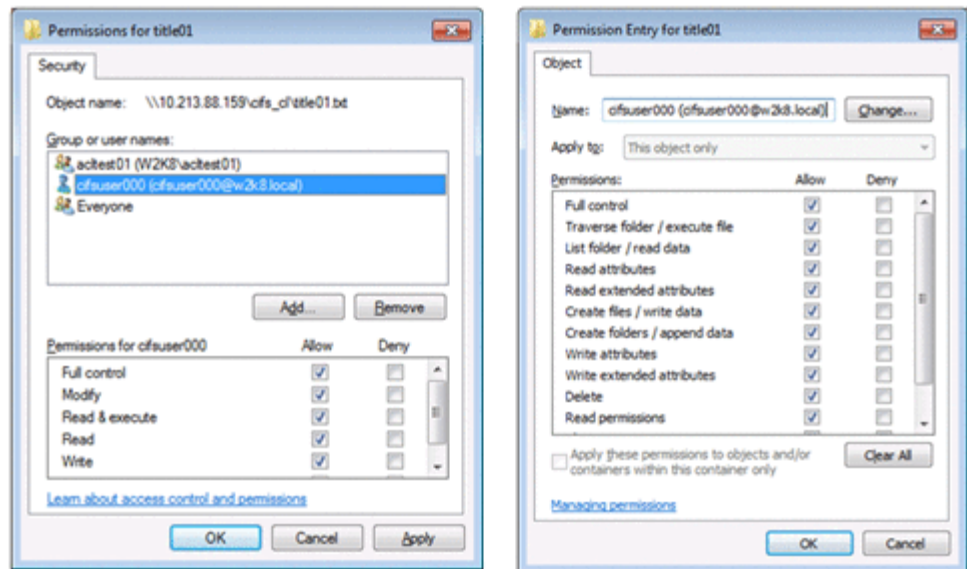 Permissions for title01
Security
Object name: \\10.213.88.159\cifs_cl\title01.txt
Group or user names:
acltest01 (W2K8\acltest01)
cifsuser000 (cifsuser000@w2k8.local)
Everyone
Add...
Remove
Permissions for cifsuser000 Allow Deny
Full control
Modify
Read & execute
Read
Write
Learn about access control and permissions
OK
Cancel
Apply
Permission Entry for title01
Object
Name: cifsuser000 (cifsuser000@w2k8.local)
Change...
Apply to: This object only
Permissions: Allow Deny
Full control
Traverse folder / execute file
List folder / read data
Read attributes
Read extended attributes
Create files / write data
Create folders / append data
Write attributes
Write extended attributes
Delete
Read permissions
Apply these permissions to objects and/or
containers within this container only
Clear All
Managing permissions
OK
Cancel